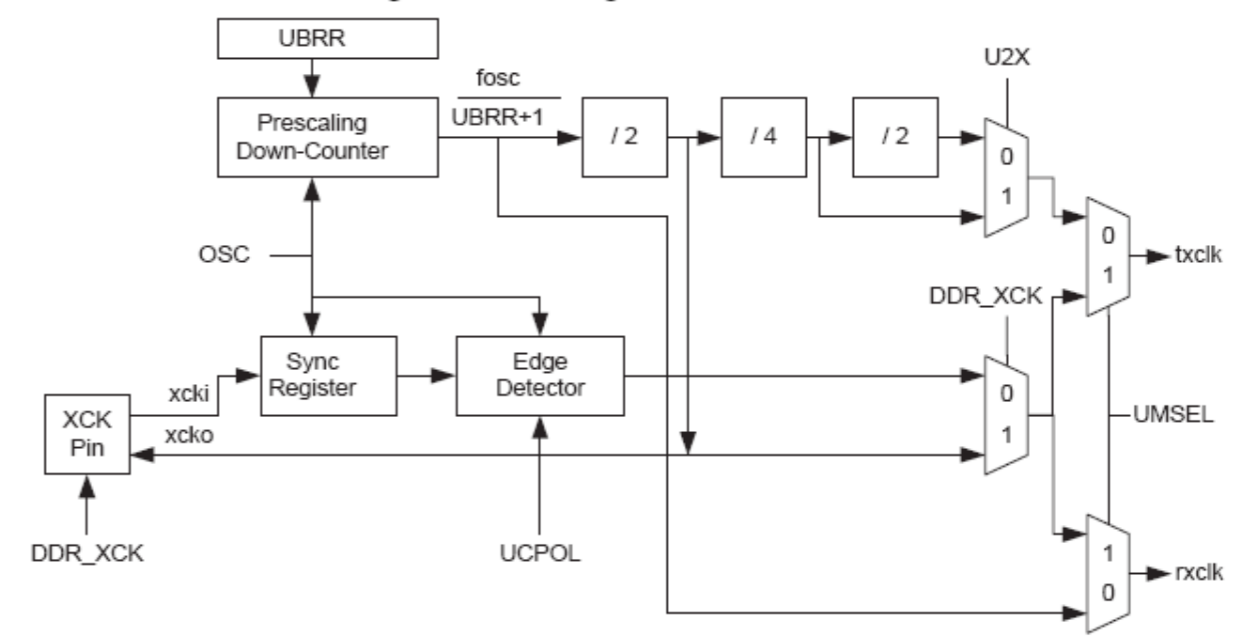 UBRR
U2X
fosc
UBRR+1
Prescaling
Down-Counter
/ 2
/ 4
/ 2
0
1
OSC
0
1
txclk
DDR_XCK
Sync
Register
Edge
Detector
0
1
xcki
xcko
XCK
Pin
UMSEL
DDR_XCK
UCPOL
1
0
rxclk